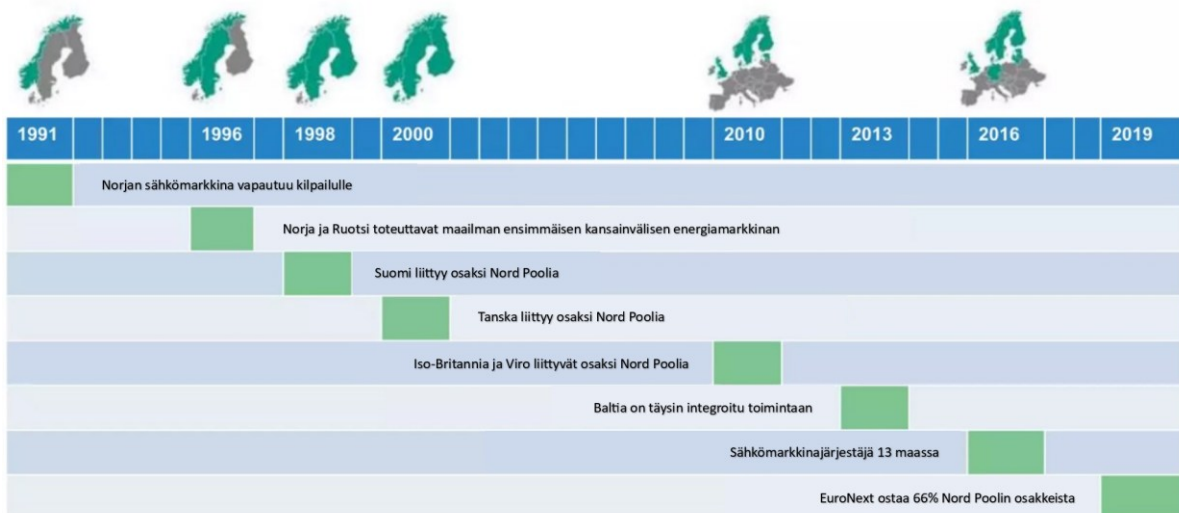 1991 1996 1998 2000 2010 2013 2016 2019
Norjan sähkömarkkina vapautuu kilpailulle
Norja ja Ruotsi toteuttavat maailman ensimmäisen kansainvälisen energiamarkkinan
Suomi liittyy osaksi Nord Poolia
Tanska liittyy osaksi Nord Poolia
Iso-Britannia ja Viro liittyvät osaksi Nord Poolia
Baltia on täysin integroitu toimintaan
Sähkömarkkinajärjestäjä 13 maassa
EuroNext ostaa 66% Nord Poolin osakkeista